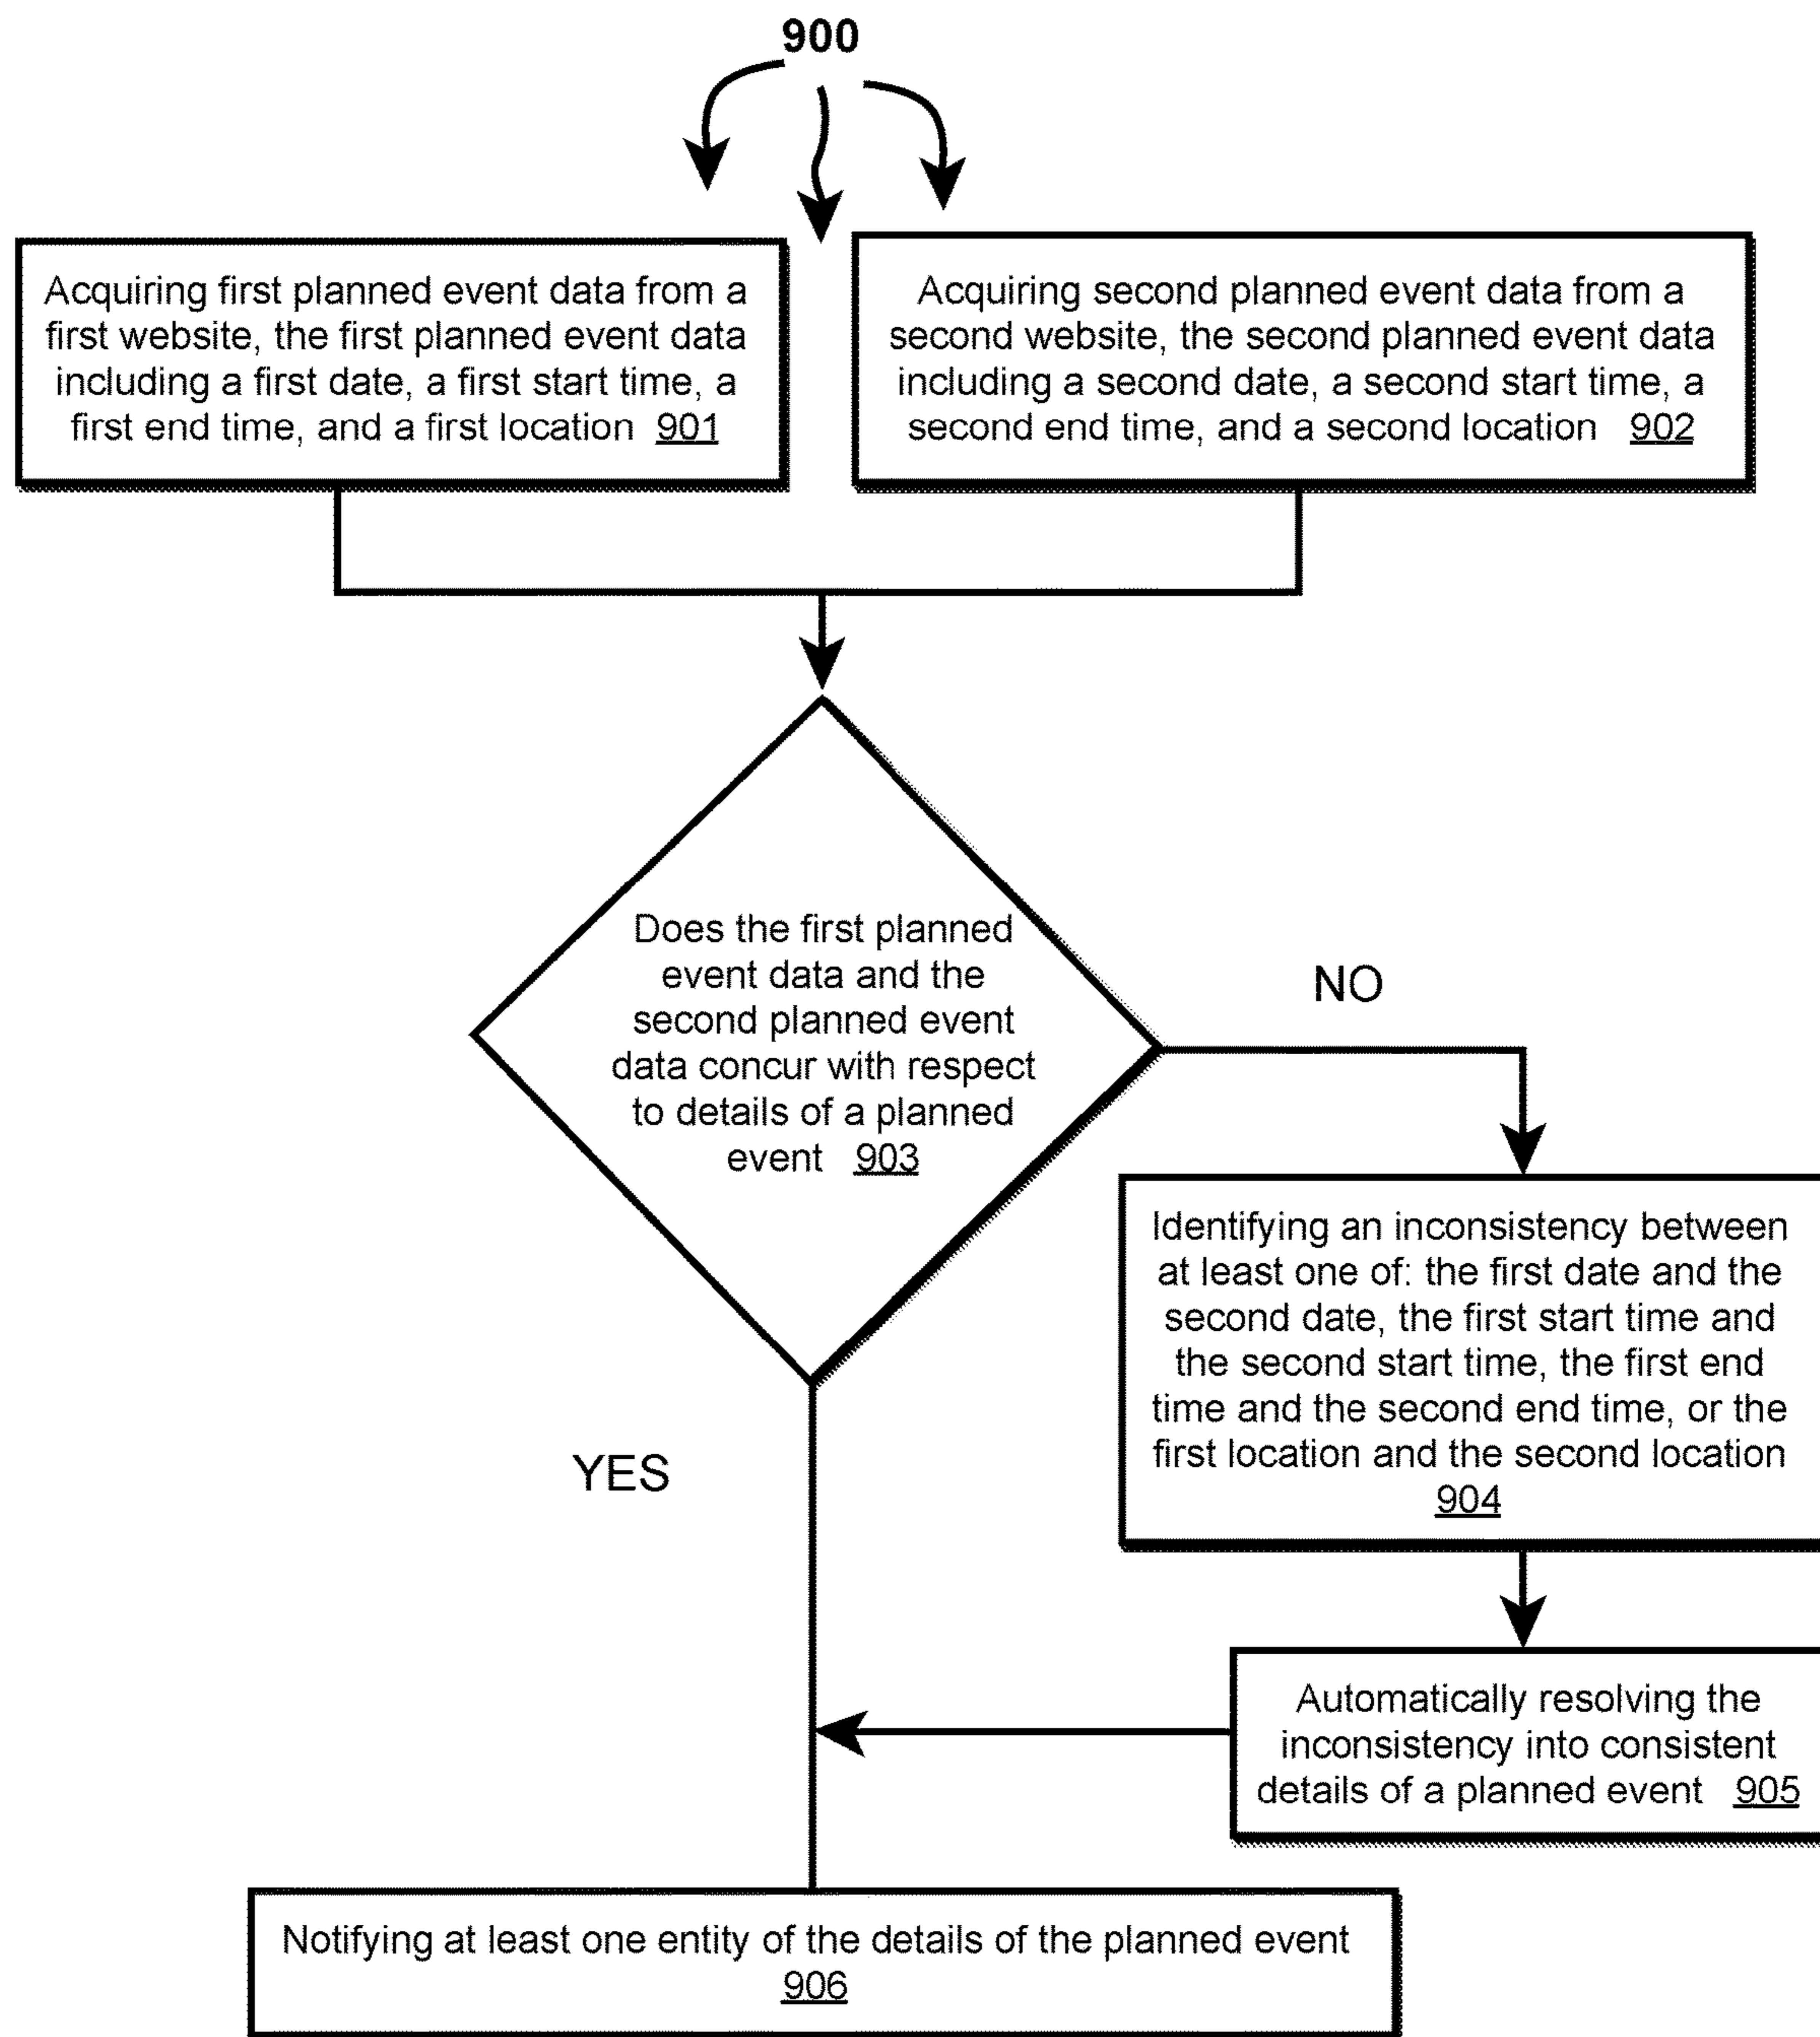 900
Acquiring first planned event data from a
first website, the first planned event data
including a first date, a first start time, a
first end time, and a first location 901
Acquiring second planned event data from a
second website, the second planned event data
including a second date, a second start time, a
second end time, and a second location 902
Does the first planned
event data and the
second planned event
data concur with respect
to details of a planned
event 903
NO
Identifying an inconsistency between
at least one of: the first date and the
second date, the first start time and
the second start time, the first end
time and the second end time, or the
first location and the second location
904
YES
Automatically resolving the
inconsistency into consistent
details of a planned event 905
Notifying at least one entity of the details of the planned event
906